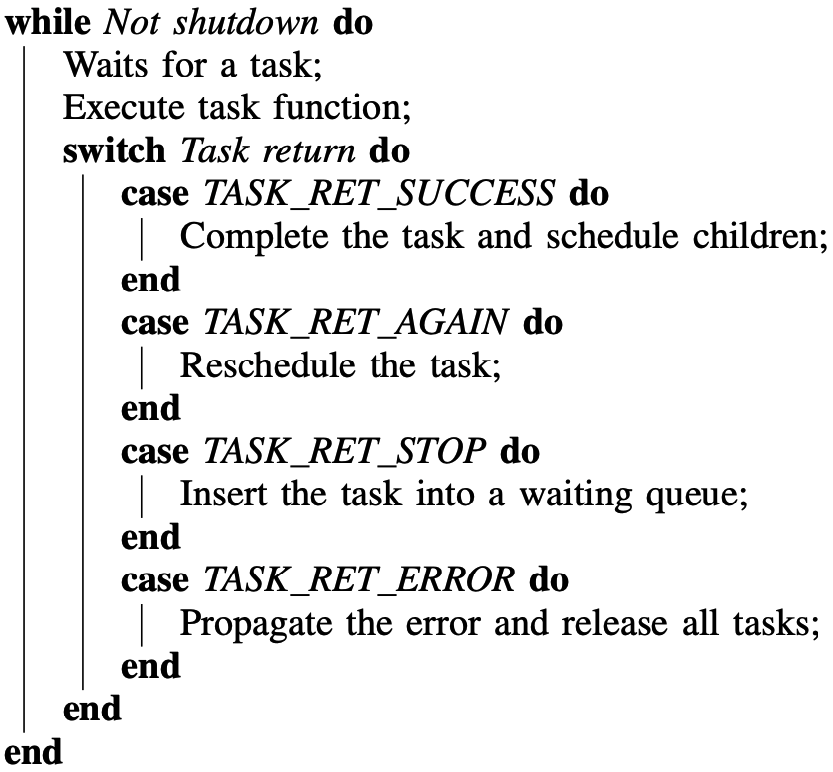 while Not shutdown do
Waits for a task;
Execute task function;
switch Task return do
case TASK_RET_SUCCESS do
Complete the task and schedule children;
end
case TASK_RET_AGAIN do
Reschedule the task;
end
case TASK_RET_STOP do
Insert the task into a waiting queue;
end
case TASK_RET_ERROR do
Propagate the error and release all tasks;
end
end
end